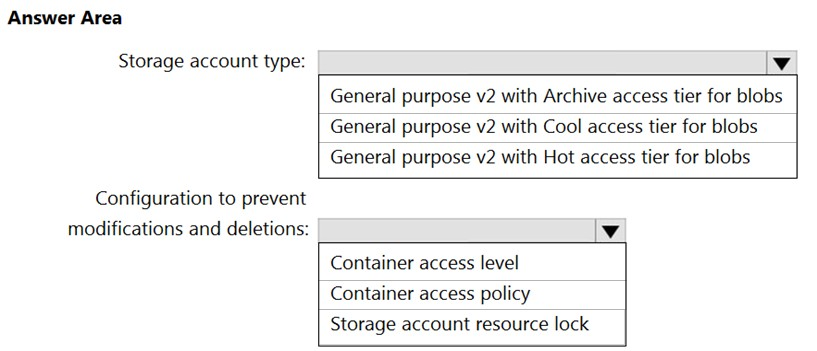 Answer Area
Storage account type:
General purpose v2 with Archive access tier for blobs
General purpose v2 with Cool access tier for blobs
General purpose v2 with Hot access tier for blobs
Configuration to prevent
modifications and deletions:
Container access level
Container access policy
Storage account resource lock